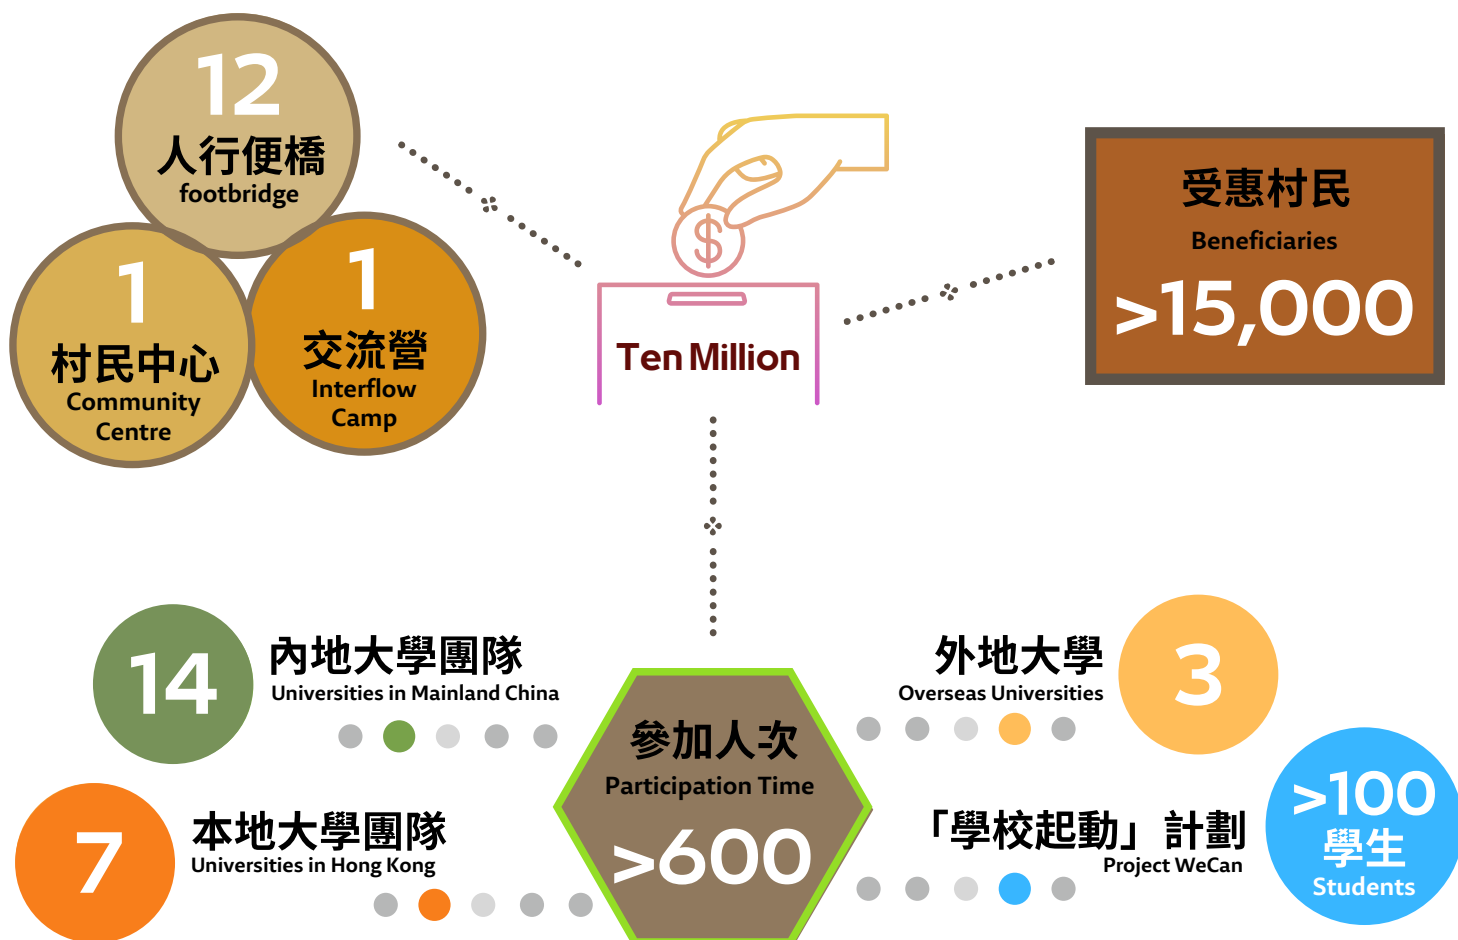 12
人行便橋
footbridge
1
村民中心
Community
Centre
1
交流營
Interflow
Camp
$
Ten Million
受惠村民
Beneficiaries
>15,000
14
內地大學團隊
Universities in Mainland China
7
本地大學團隊
Universities in Hong Kong
參加人次
Participation Time
>600
外地大學
Overseas Universities
3
「學校起動」計劃
Project WeCan
>100
學生
Students